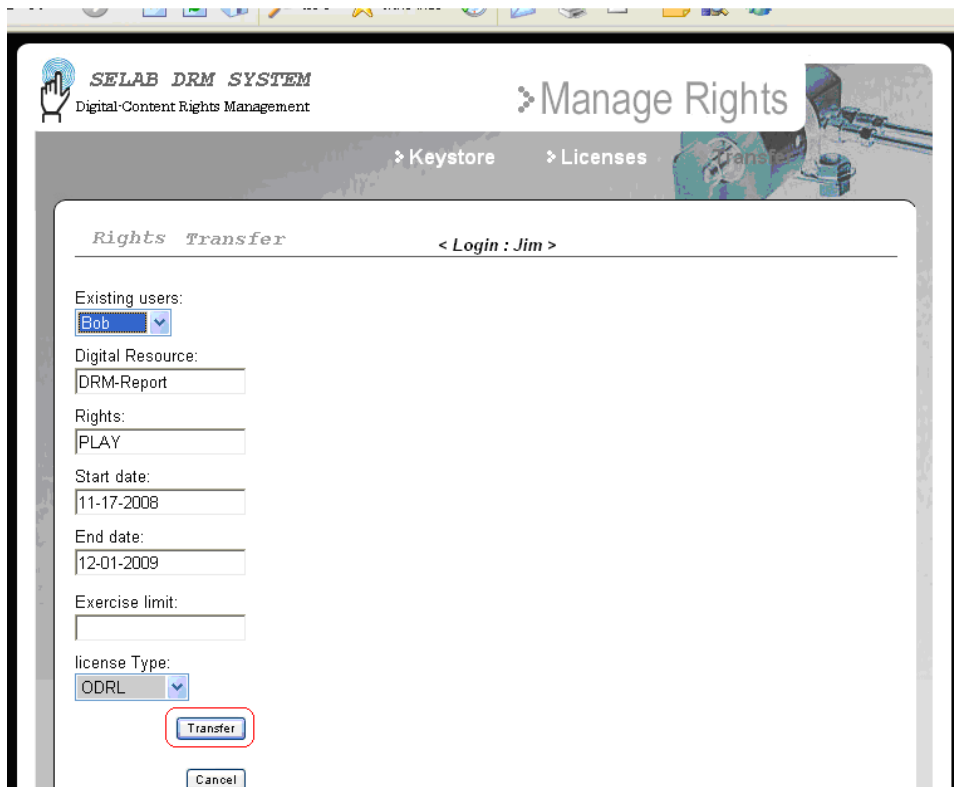 SELAB DRM SYSTEM
Digital-Content Rights Management
Manage Rights
Keystore Licenses Transfer
Rights Transfer < Login : Jim >
Existing users:
Bob
Digital Resource:
DRM-Report
Rights:
PLAY
Start date:
11-17-2008
End date:
12-01-2009
Exercise limit:
license Type:
ODRL
Transfer
Cancel